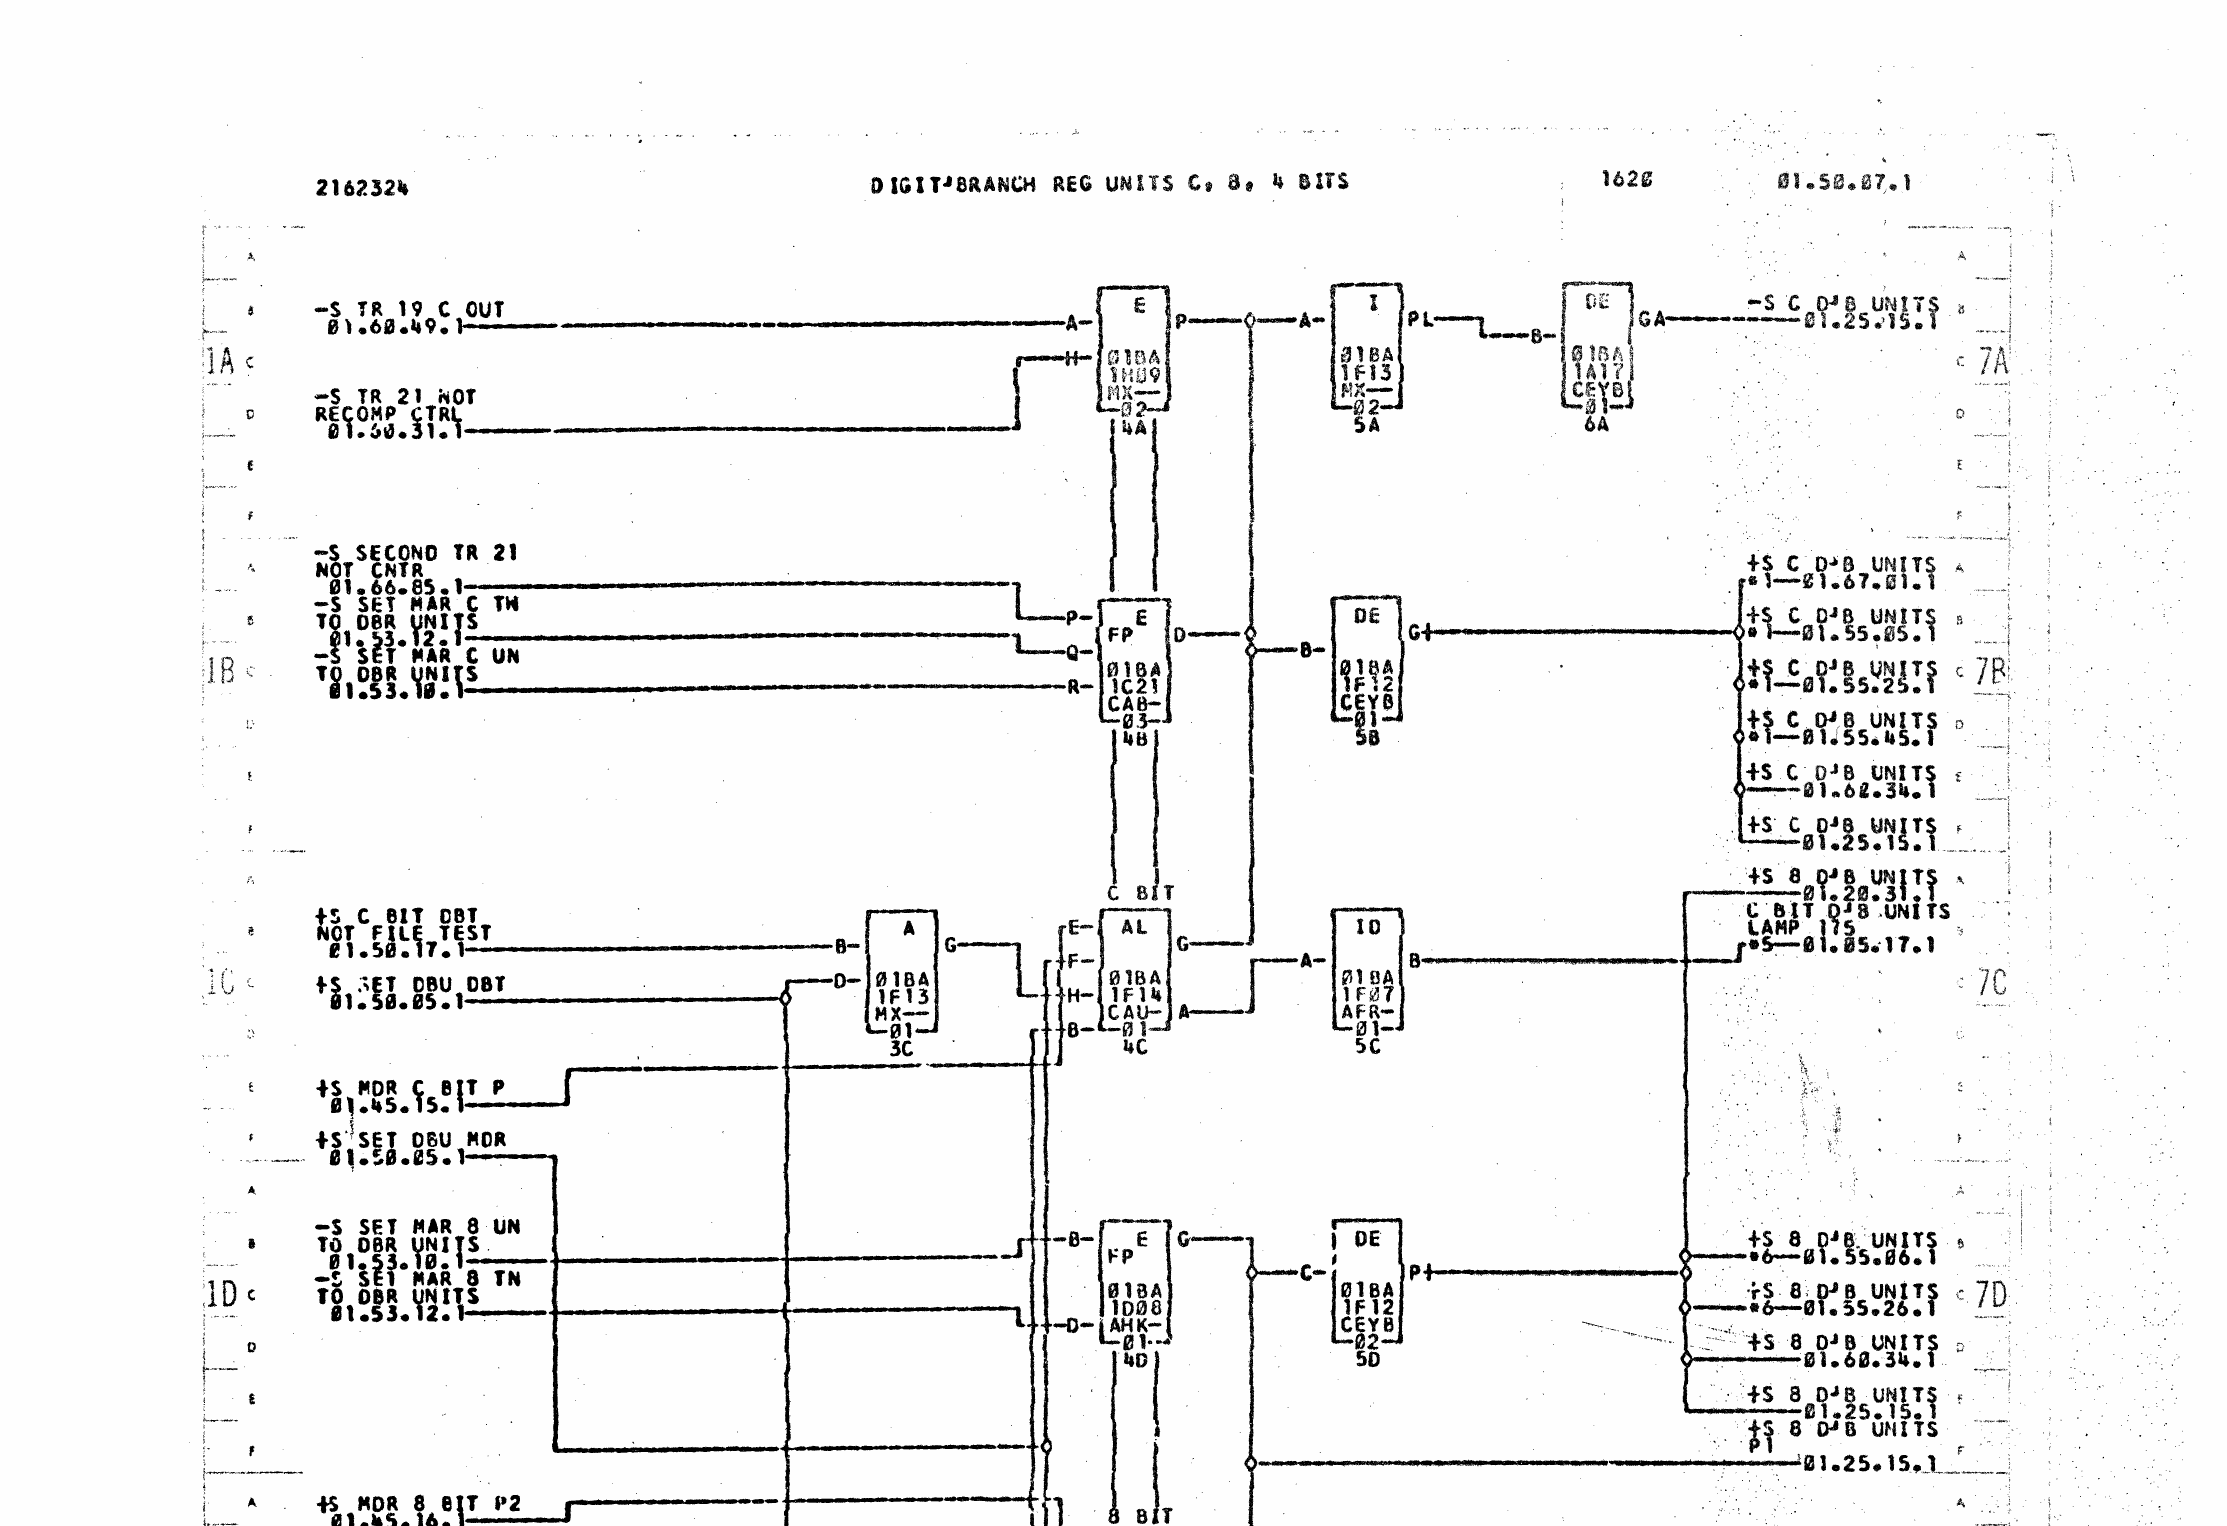 2162324
DIGIT BRANCH REG UNITS C, 8, 4 BITS
1620
01.50.07.1
-S TR 19 C OUT
01.60.49.1
-S TR 21 NOT
RECOMP CTRL
01.60.31.1
-S SECOND TR 21
NOT CNTR
01.66.85.1
-S SET MAR C TN
TO DBR UNITS
01.53.12.1
-S SET MAR C UN
TO DBR UNITS
01.53.10.1
+S C BIT DBT
NOT FILE TEST
01.50.17.1
+S SET DBU DBT
01.50.05.1
+S MDR C BIT P
01.45.15.1
+S SET DBU MDR
01.50.05.1
-S SET MAR 8 UN
TO DBR UNITS
01.53.10.1
-S SET MAR 8 TN
TO DBR UNITS
01.53.12.1
+S MDR 8 BIT P2
01.45.16.1
1A
1B
1C
1D
A
H
E
01BA
1H09
MX--
02
4A
P
A
I
01BA
1F13
MX--
02
5A
PL
B
DE
01BA
1A17
CEYB
01
6A
GA
P
Q
R
E
FP
01BA
1C21
CAB-
03
4B
D
B
DE
01BA
1F12
CEYB
01
5B
G
C BIT
B
D
A
01BA
1F13
MX--
01
3C
G
E
F
H
B
AL
01BA
1F14
CAU-
01
4C
G
A
A
ID
01BA
1F07
AFR-
01
5C
B
B
D
E
FP
01BA
1D08
AHK-
01
4D
G
C
DE
01BA
1F12
CEYB
02
5D
P
8 BIT
-S C D'B UNITS
01.25.15.1
+S C D'B UNITS
*1—01.67.01.1
+S C D'B UNITS
*1—01.55.05.1
+S C D'B UNITS
*1—01.55.25.1
+S C D'B UNITS
*1—01.55.45.1
+S C D'B UNITS
01.60.34.1
+S C D'B UNITS
01.25.15.1
+S 8 D'B UNITS
01.20.31.1
C BIT D'B UNITS
LAMP 175
*5—01.05.17.1
+S 8 D'B UNITS
*6—01.55.06.1
+S 8 D'B UNITS
*6—01.55.26.1
+S 8 D'B UNITS
01.60.34.1
+S 8 D'B UNITS
01.25.15.1
+S 8 D'B UNITS
P1
01.25.15.1
7A
7B
7C
7D